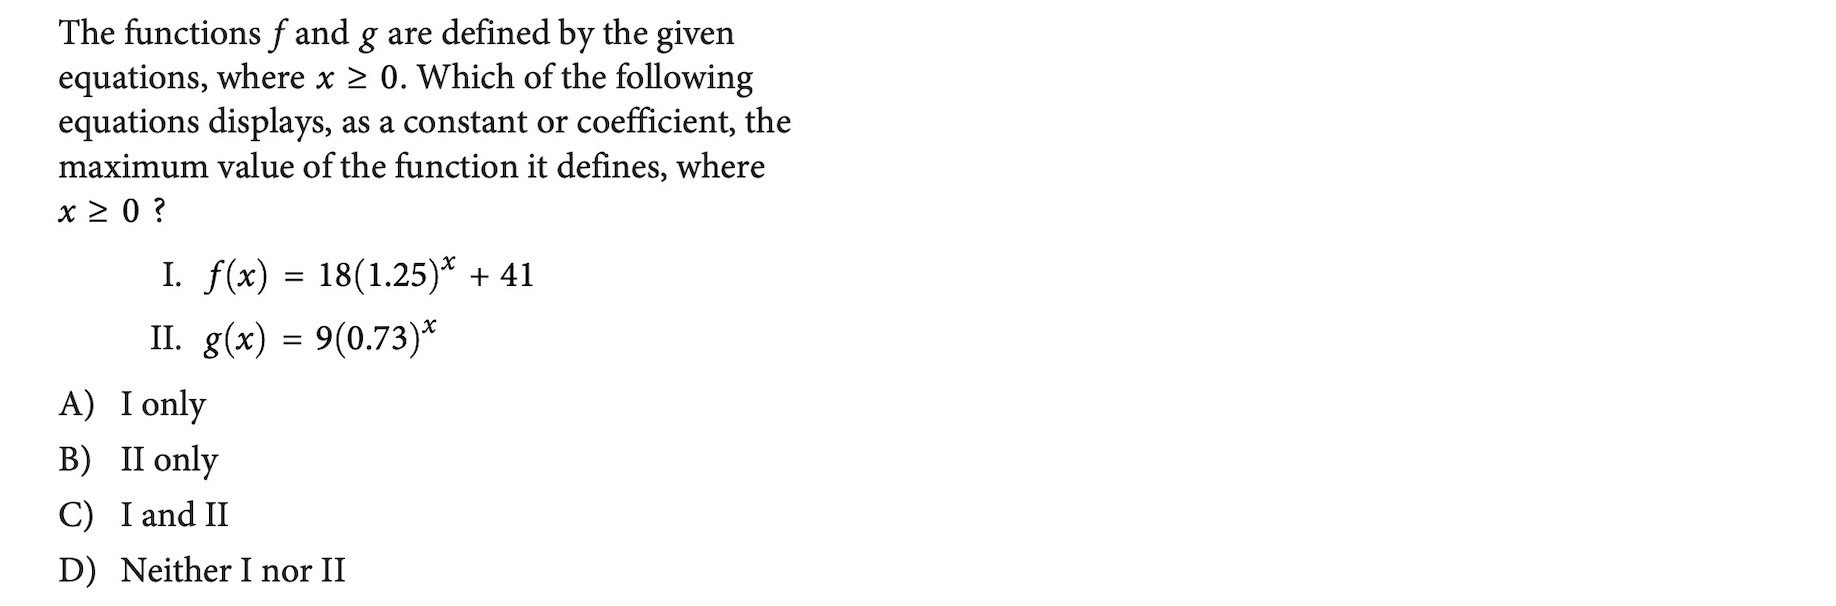 The functions f and g are defined by the given
equations, where x ≥ 0. Which of the following
equations displays, as a constant or coefficient, the
maximum value of the function it defines, where
x ≥ 0 ?
I. f(x) = 18(1.25)^x + 41
II. g(x) = 9(0.73)^x
A) I only
B) II only
C) I and II
D) Neither I nor II